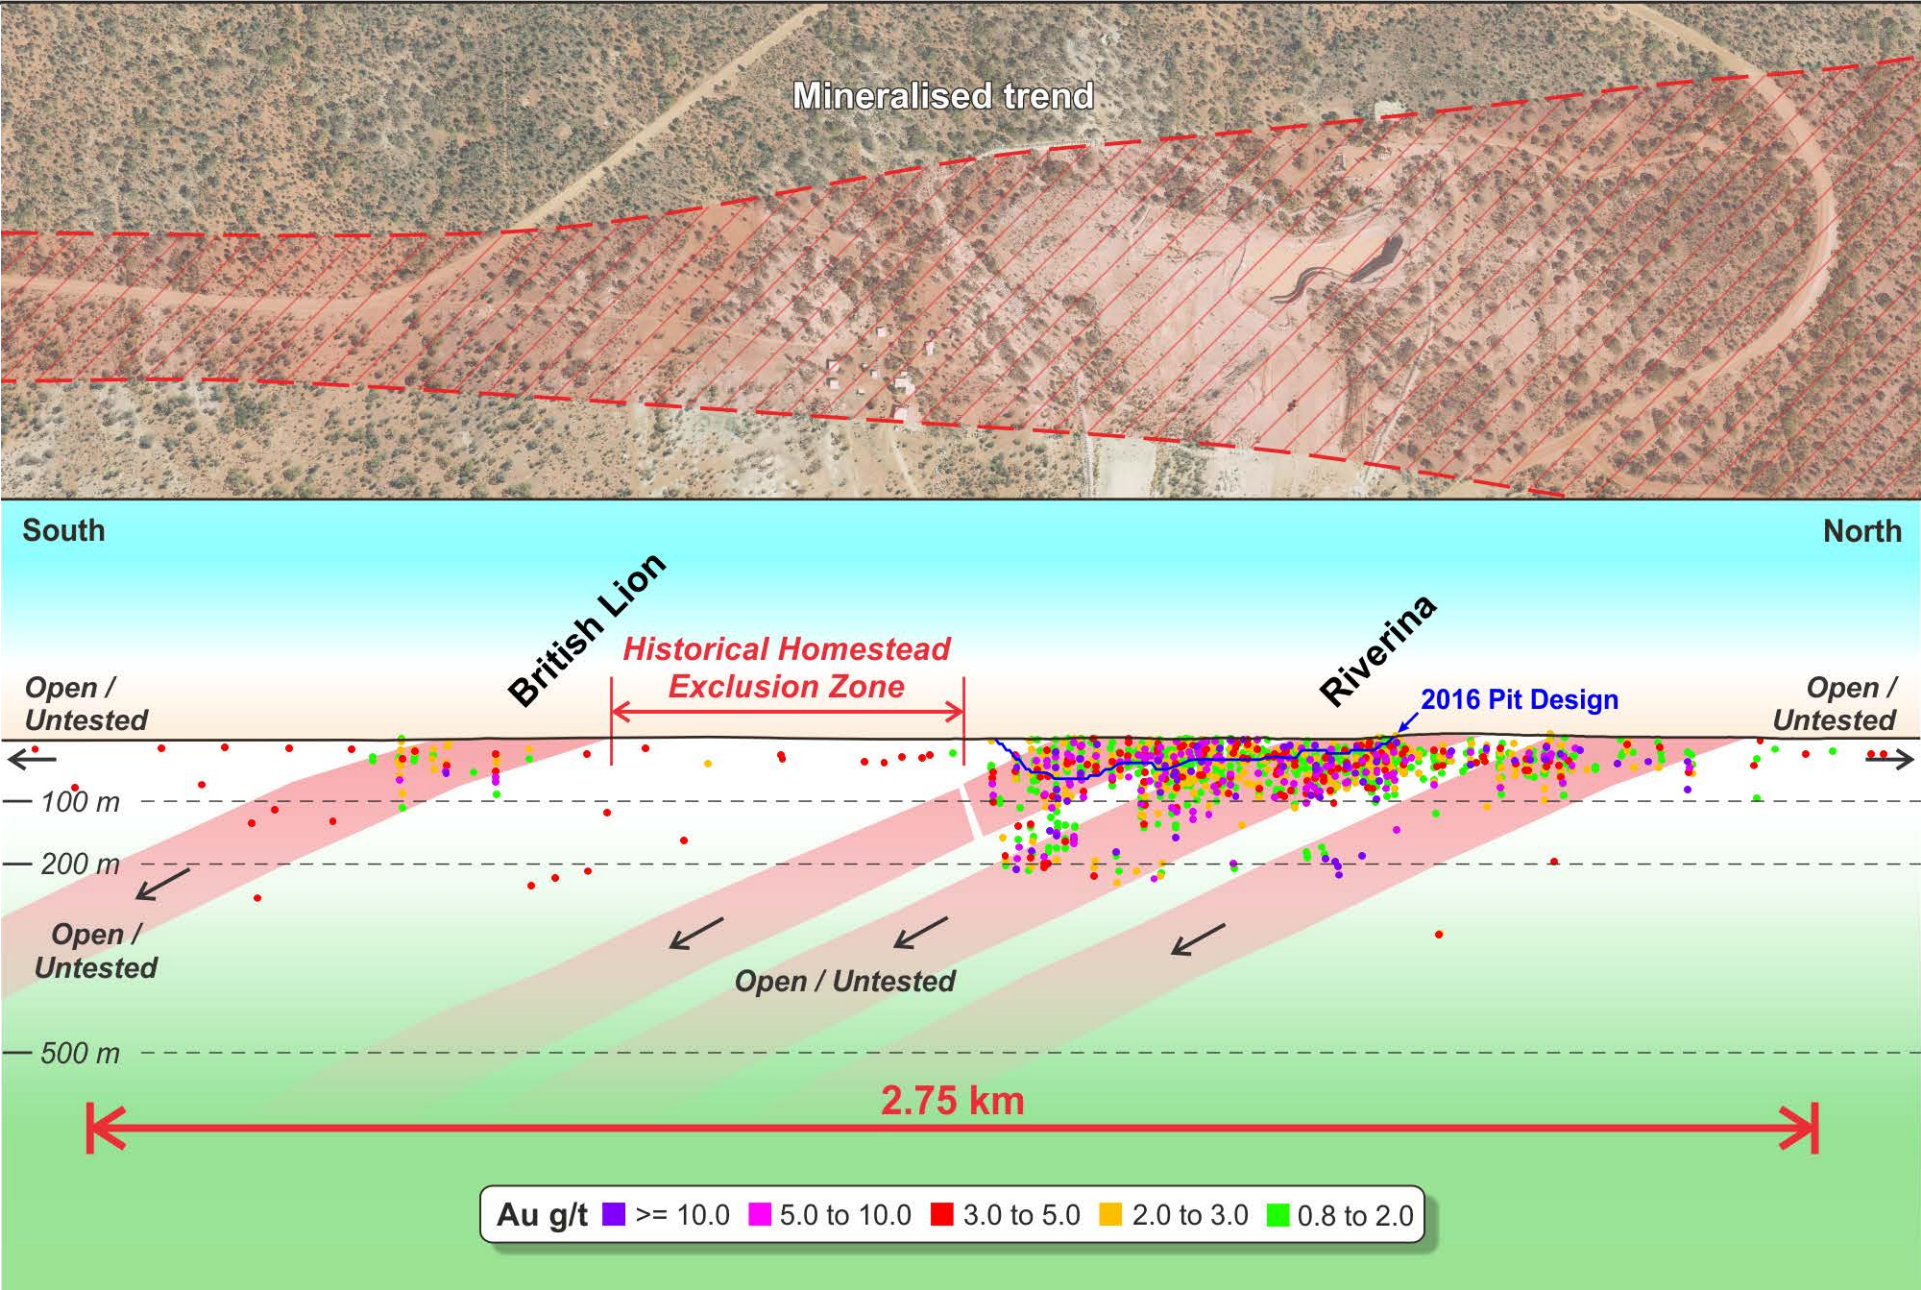 Mineralised trend
South
North
British Lion
Historical Homestead
Exclusion Zone
Riverina
2016 Pit Design
Open /
Untested
Open /
Untested
100 m
200 m
Open /
Untested
Open / Untested
500 m
2.75 km
Au g/t >= 10.0 5.0 to 10.0 3.0 to 5.0 2.0 to 3.0 0.8 to 2.0